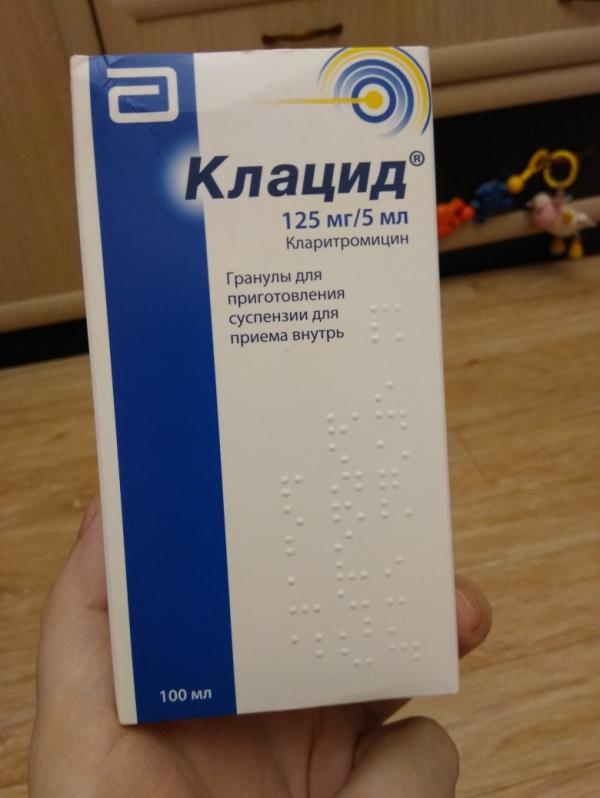 Клацид®
125 мг/5 мл
Кларитромицин
Гранулы для
приготовления
суспензии для
приема внутрь
100 мл